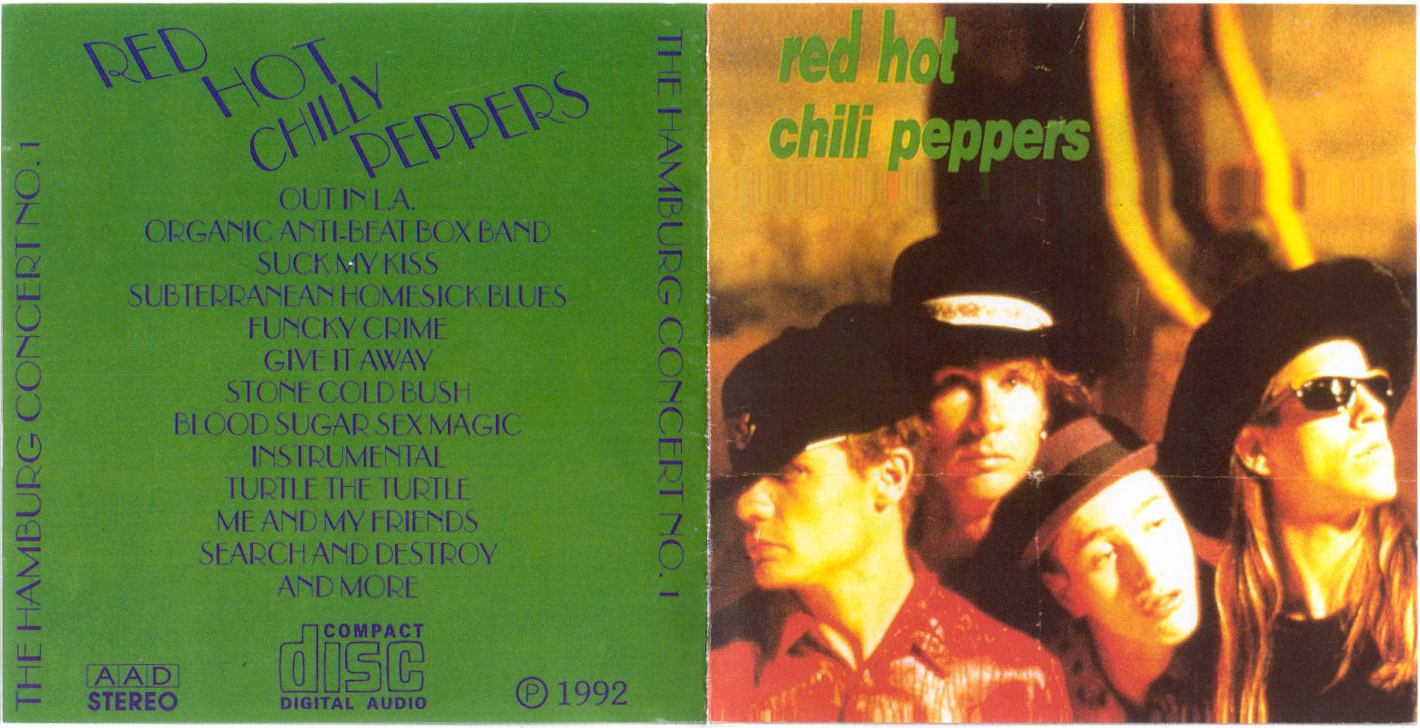 RED
HOT
CHILLY
PEPPERS
OUT IN L.A.
ORGANIC ANTI-BEAT BOX BAND
SUCK MY KISS
SUBTERRANEAN HOMESICK BLUES
FUNCKY CRIME
GIVE IT AWAY
STONE COLD BUSH
BLOOD SUGAR SEX MAGIC
INSTRUMENTAL
TURTLE THE TURTLE
ME AND MY FRIENDS
SEARCH AND DESTROY
AND MORE
THE HAMBURG CONCERT NO. 1
THE HAMBURG CONCERT NO. 1
AAD
STEREO
COMPACT
disc
DIGITAL AUDIO
℗ 1992
red hot
chili peppers